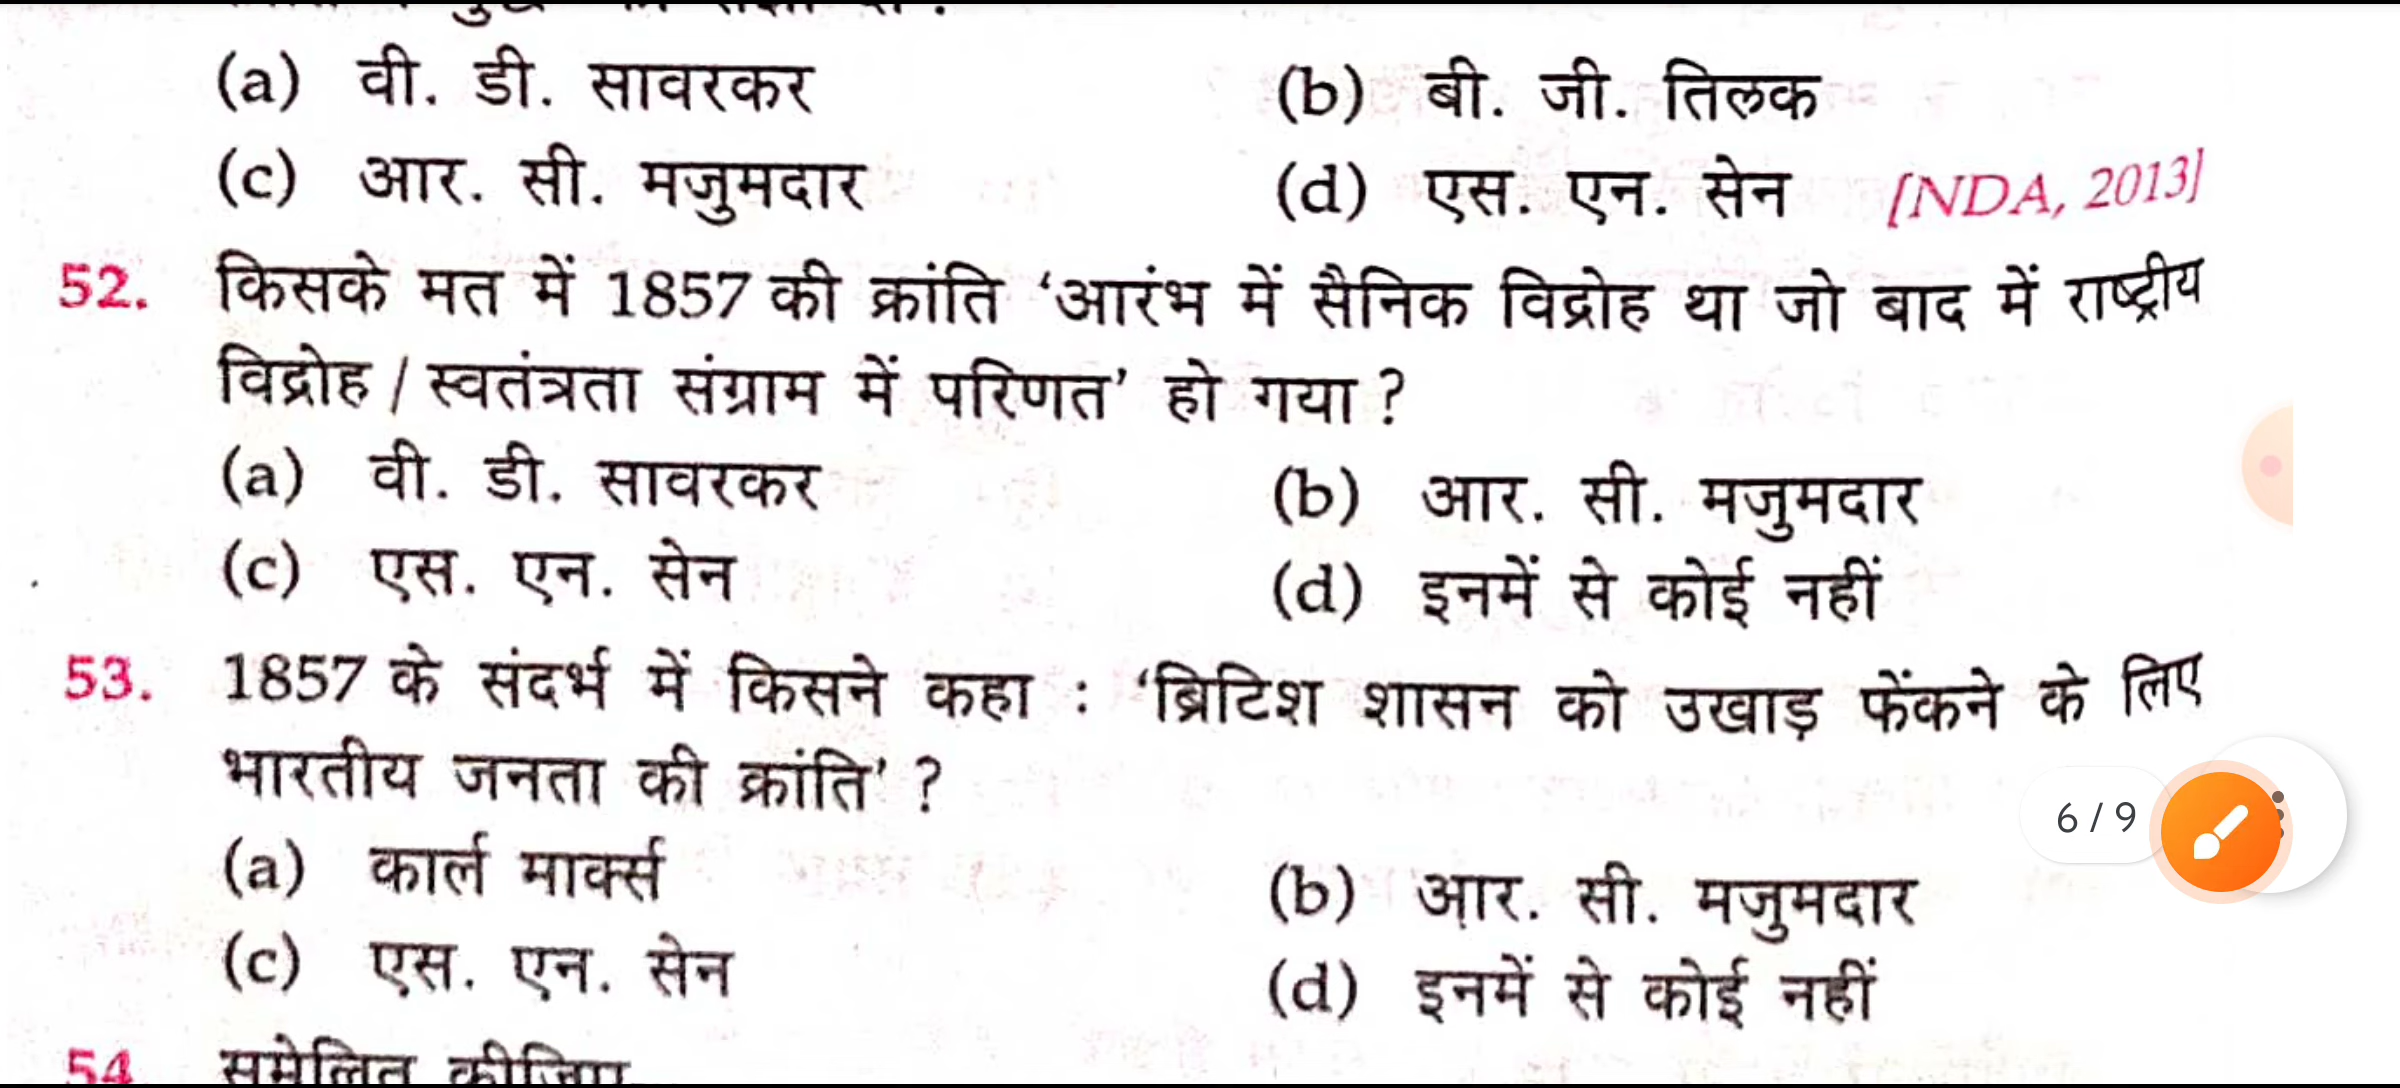 (a) वी. डी. सावरकर (b) बी. जी. तिलक
(c) आर. सी. मजुमदार (d) एस. एन. सेन [NDA, 2013]
52. किसके मत में 1857 की क्रांति ‘आरंभ में सैनिक विद्रोह था जो बाद में राष्ट्रीय
विद्रोह / स्वतंत्रता संग्राम में परिणत’ हो गया ?
(a) वी. डी. सावरकर (b) आर. सी. मजुमदार
(c) एस. एन. सेन (d) इनमें से कोई नहीं
53. 1857 के संदर्भ में किसने कहा : ‘ब्रिटिश शासन को उखाड़ फेंकने के लिए
भारतीय जनता की क्रांति’ ?
6 / 9
(a) कार्ल मार्क्स (b) आर. सी. मजुमदार
(c) एस. एन. सेन (d) इनमें से कोई नहीं
54 सुमेलित कीजिए